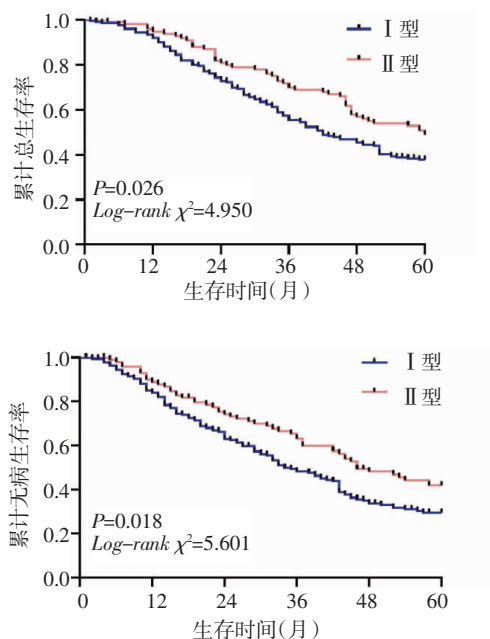 1.0
0.8
0.6
0.4
0.2
0.0
累计总生存率
Ⅰ型
Ⅱ型
P=0.026
Log-rank χ²=4.950
0 12 24 36 48 60
生存时间(月)
1.0
0.8
0.6
0.4
0.2
0.0
累计无病生存率
Ⅰ型
Ⅱ型
P=0.018
Log-rank χ²=5.601
0 12 24 36 48 60
生存时间(月)